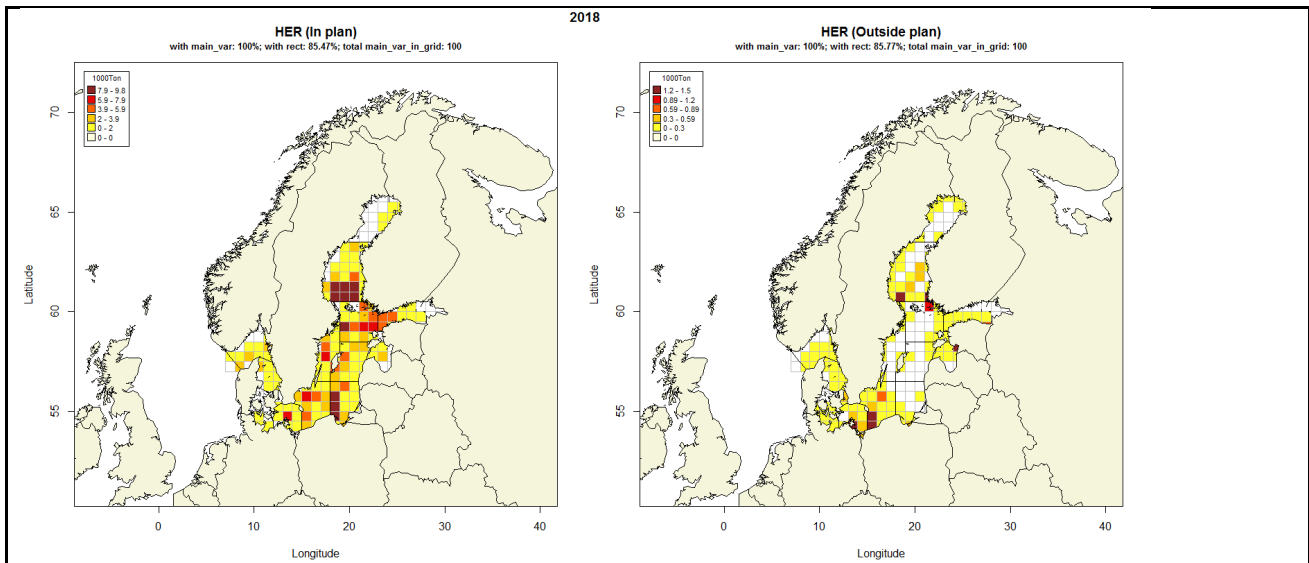 2018
HER (In plan)
with main_var: 100%; with rect: 85.47%; total main_var_in_grid: 100
1000Ton
7.9 - 9.8
5.9 - 7.9
3.9 - 5.9
2 - 3.9
0 - 2
0 - 0
70
65
60
55
Latitude
0
10
20
30
40
Longitude
HER (Outside plan)
with main_var: 100%; with rect: 85.77%; total main_var_in_grid: 100
1000Ton
1.2 - 1.5
0.89 - 1.2
0.59 - 0.89
0.3 - 0.59
0 - 0.3
0 - 0
70
65
60
55
Latitude
0
10
20
30
40
Longitude